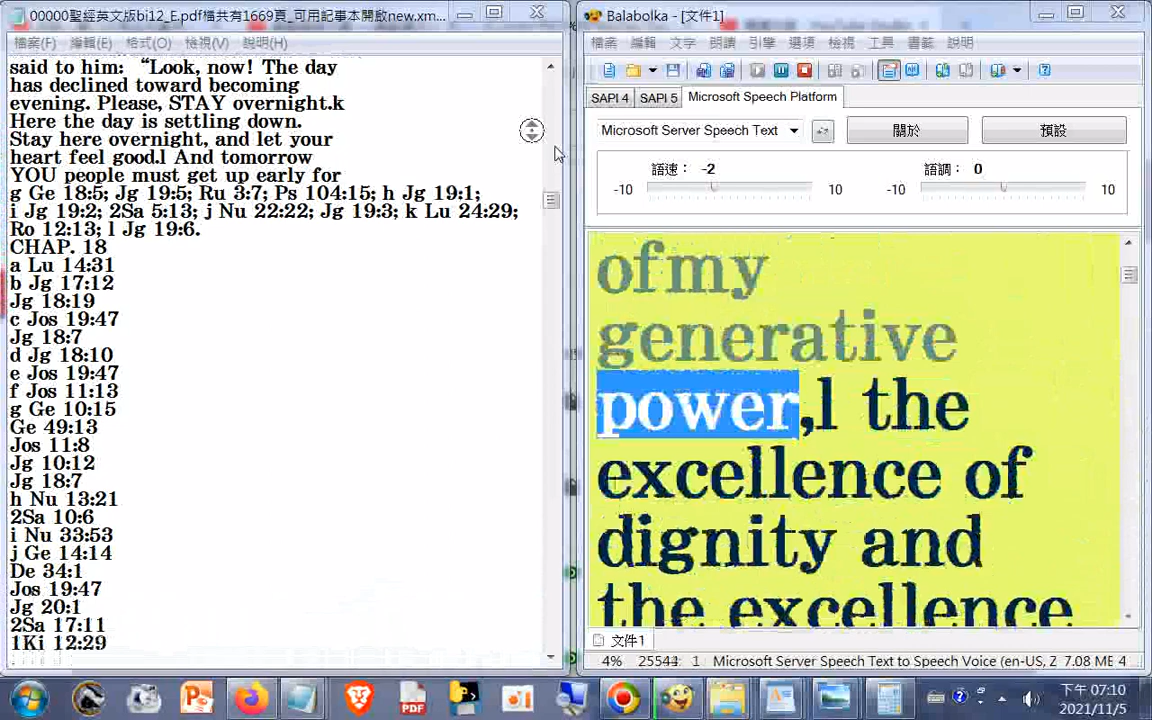 00000聖經英文版bi12_E.pdf檔共有1669頁_可用記事本開啟new.xm...
檔案(F) 編輯(E) 格式(O) 檢視(V) 說明(H)
said to him: “Look, now! The day
has declined toward becoming
evening. Please, STAY overnight.k
Here the day is settling down.
Stay here overnight, and let your
heart feel good.l And tomorrow
YOU people must get up early for
g Ge 18:5; Jg 19:5; Ru 3:7; Ps 104:15; h Jg 19:1;
i Jg 19:2; 2Sa 5:13; j Nu 22:22; Jg 19:3; k Lu 24:29;
Ro 12:13; l Jg 19:6.
CHAP. 18
a Lu 14:31
b Jg 17:12
Jg 18:19
c Jos 19:47
Jg 18:7
d Jg 18:10
e Jos 19:47
f Jos 11:13
g Ge 10:15
Ge 49:13
Jos 11:8
Jg 10:12
Jg 18:7
h Nu 13:21
2Sa 10:6
i Nu 33:53
j Ge 14:14
De 34:1
Jos 19:47
Jg 20:1
2Sa 17:11
1Ki 12:29
Balabolka - [文件1]
檔案 編輯 文字 朗讀 引擎 選項 檢視 工具 書籤 說明
SAPI 4 SAPI 5 Microsoft Speech Platform
Microsoft Server Speech Text 關於 預設
語速: -2 語調: 0
-10 10 -10 10
of my
generative
power,l the
excellence of
dignity and
the excellence
文件1
4% 25544 1 Microsoft Server Speech Text to Speech Voice (en-US, Z 7.08 ME 4
PDF
下午 07:10
2021/11/5